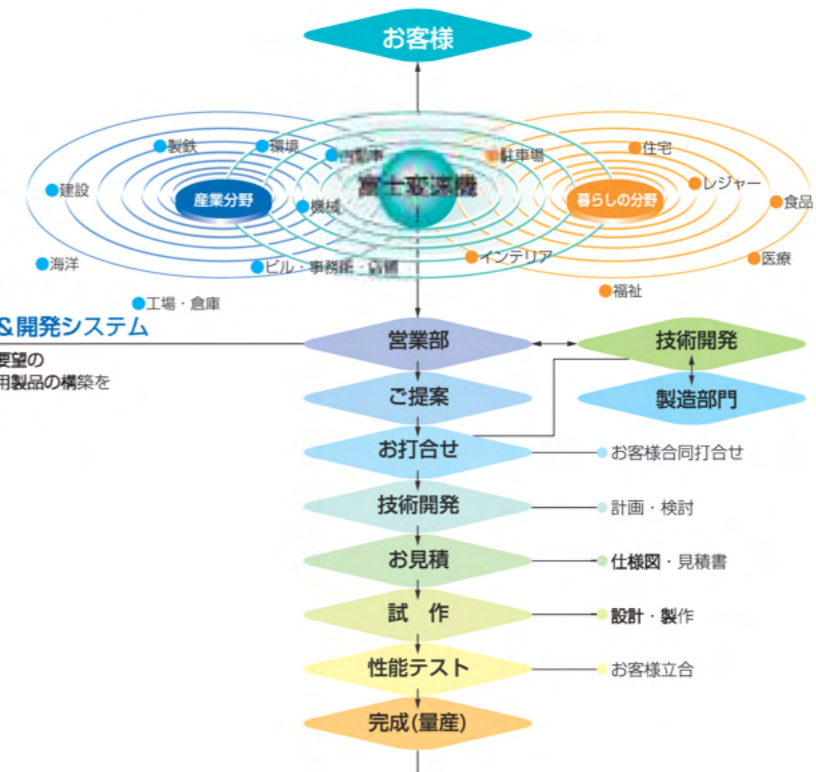 お客様
製鉄
環境
自動車
駐車場
住宅
建設
産業分野
機械
富士変速機
暮らしの分野
レジャー
食品
海洋
ビル・事務所・店舗
インテリア
医療
工場・倉庫
福祉
&開発システム
要望の
用製品の構築を
営業部
技術開発
ご提案
製造部門
お打合せ
お客様合同打合せ
技術開発
計画・検討
お見積
仕様図・見積書
試 作
設計・製作
性能テスト
お客様立合
完成(量産)